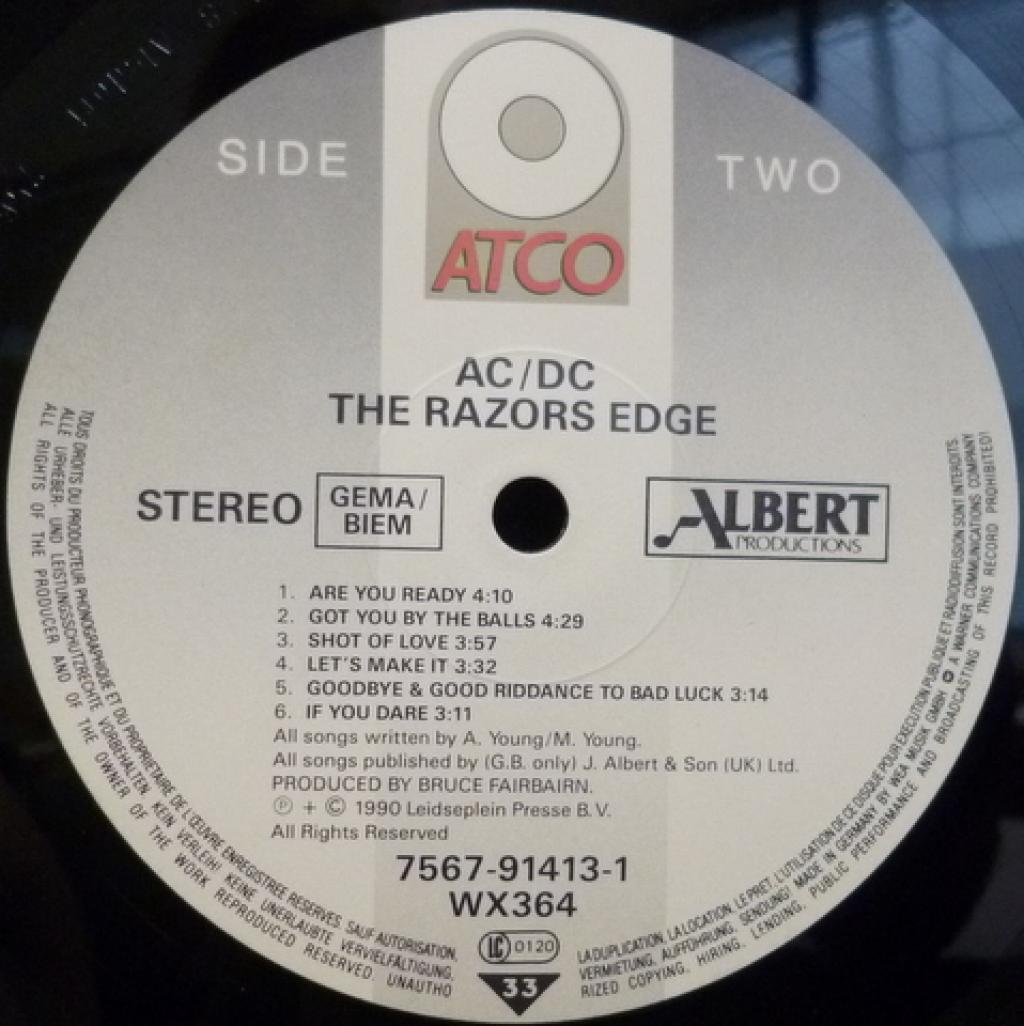 SIDE TWO
ATCO
AC/DC
THE RAZORS EDGE
STEREO
GEMA/
BIEM
ALBERT
PRODUCTIONS
1. ARE YOU READY 4:10
2. GOT YOU BY THE BALLS 4:29
3. SHOT OF LOVE 3:57
4. LET'S MAKE IT 3:32
5. GOODBYE & GOOD RIDDANCE TO BAD LUCK 3:14
6. IF YOU DARE 3:11
All songs written by A. Young/M. Young.
All songs published by (G.B. only) J. Albert & Son (UK) Ltd.
PRODUCED BY BRUCE FAIRBAIRN.
℗ + © 1990 Leidseplein Presse B.V.
All Rights Reserved
7567-91413-1
WX364
LC 0120
33
TOUS DROITS DU PRODUCTEUR PHONOGRAPHIQUE ET DU PROPRIETAIRE DE L'ŒUVRE ENREGISTREE RESERVES. SAUF AUTORISATION, LA DUPLICATION, LA LOCATION, LE PRET, L'UTILISATION DE CE DISQUE POUR EXECUTION PUBLIQUE ET RADIODIFFUSION SONT INTERDITS.
ALLE URHEBER- UND LEISTUNGSSCHUTZRECHTE VORBEHALTEN. KEIN VERLEIH! KEINE UNERLAUBTE VERVIELFÄLTIGUNG, VERMIETUNG, AUFFÜHRUNG, SENDUNG! MADE IN GERMANY BY WEA MUSIK GMBH A WARNER COMMUNICATIONS COMPANY
ALL RIGHTS OF THE PRODUCER AND OF THE OWNER OF THE WORK REPRODUCED RESERVED UNAUTHORIZED COPYING, HIRING, LENDING, PUBLIC PERFORMANCE AND BROADCASTING OF THIS RECORD PROHIBITED!